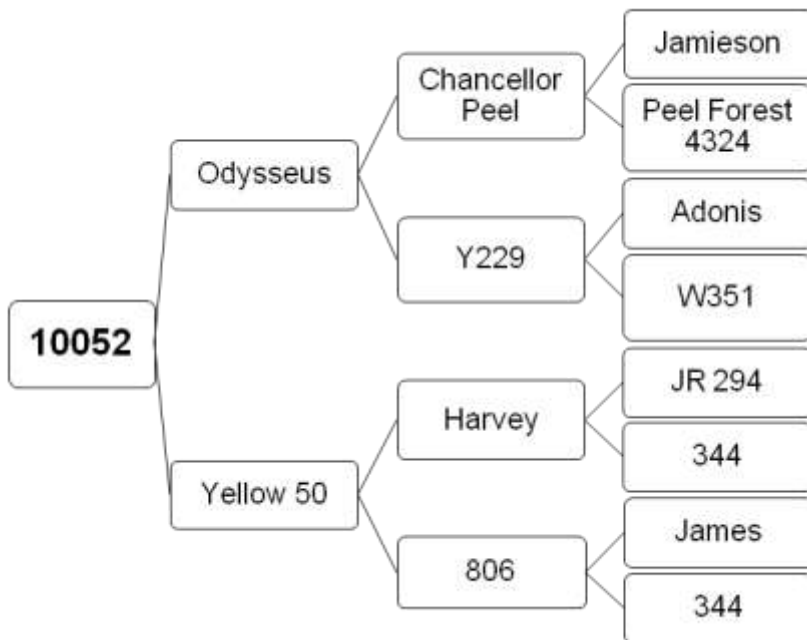 Jamieson
Chancellor
Peel
Peel Forest
4324
Odysseus
Adonis
Y229
W351
10052
JR 294
Harvey
344
Yellow 50
James
806
344